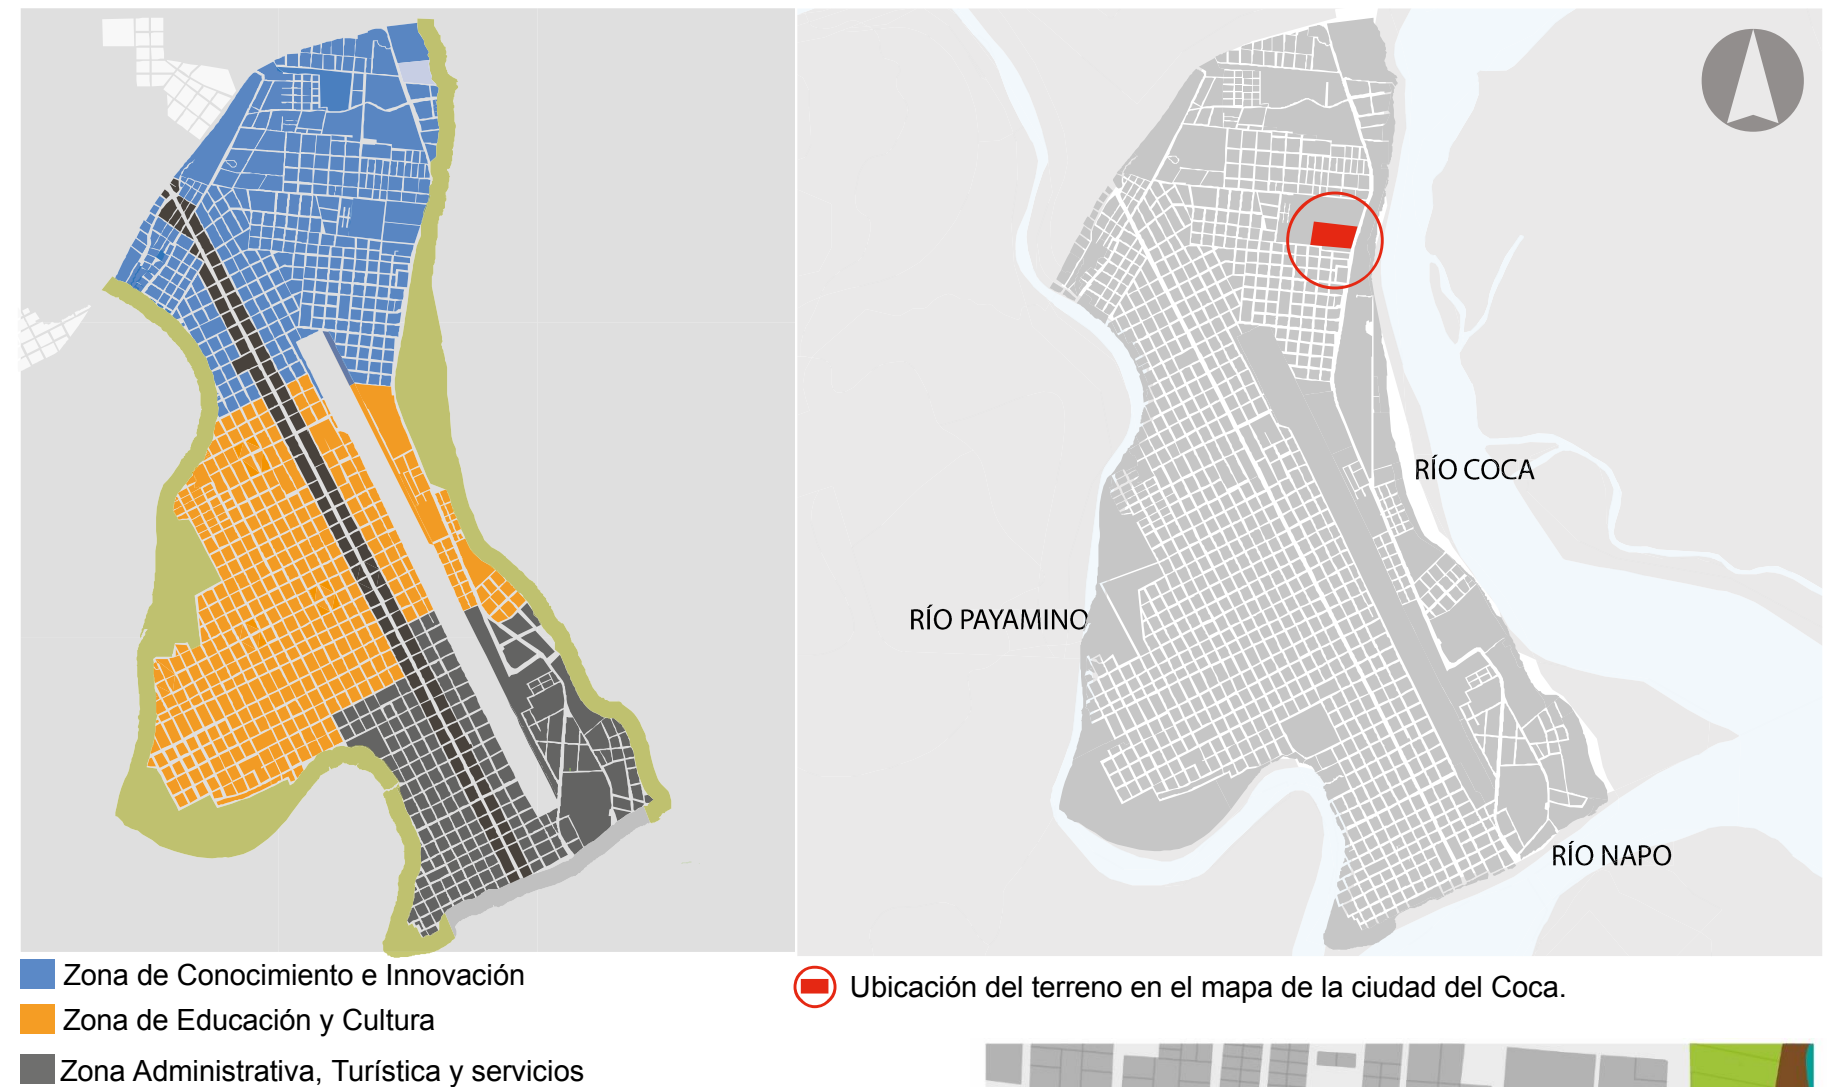 RÍO COCA
RÍO PAYAMINO
RÍO NAPO
Zona de Conocimiento e Innovación
Ubicación del terreno en el mapa de la ciudad del Coca.
Zona de Educación y Cultura
Zona Administrativa, Turística y servicios